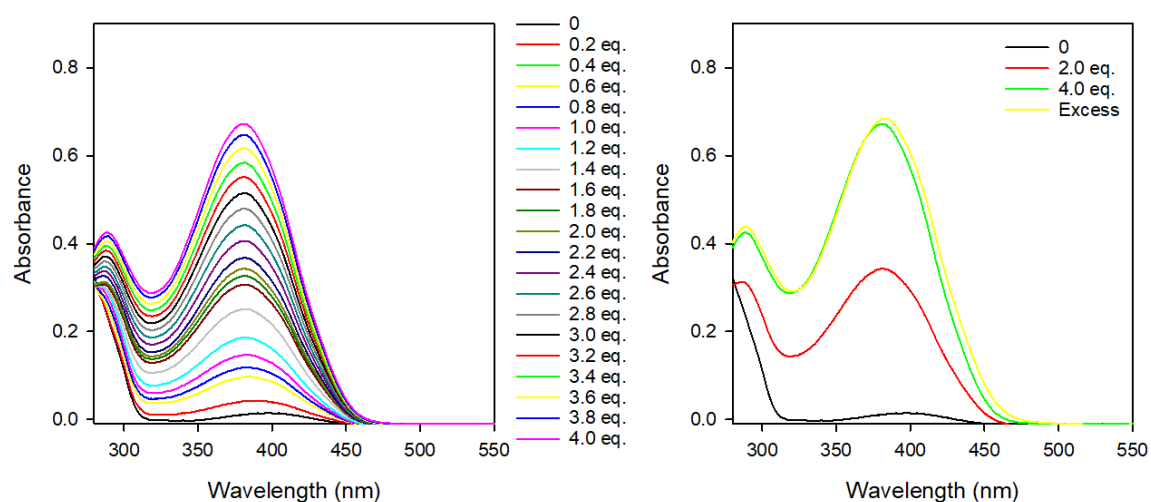 0.8
0.6
0.4
0.2
0.0
Absorbance
300
350
400
450
500
550
Wavelength (nm)
0
0.2 eq.
0.4 eq.
0.6 eq.
0.8 eq.
1.0 eq.
1.2 eq.
1.4 eq.
1.6 eq.
1.8 eq.
2.0 eq.
2.2 eq.
2.4 eq.
2.6 eq.
2.8 eq.
3.0 eq.
3.2 eq.
3.4 eq.
3.6 eq.
3.8 eq.
4.0 eq.
0.8
0.6
0.4
0.2
0.0
Absorbance
300
350
400
450
500
550
Wavelength (nm)
0
2.0 eq.
4.0 eq.
Excess